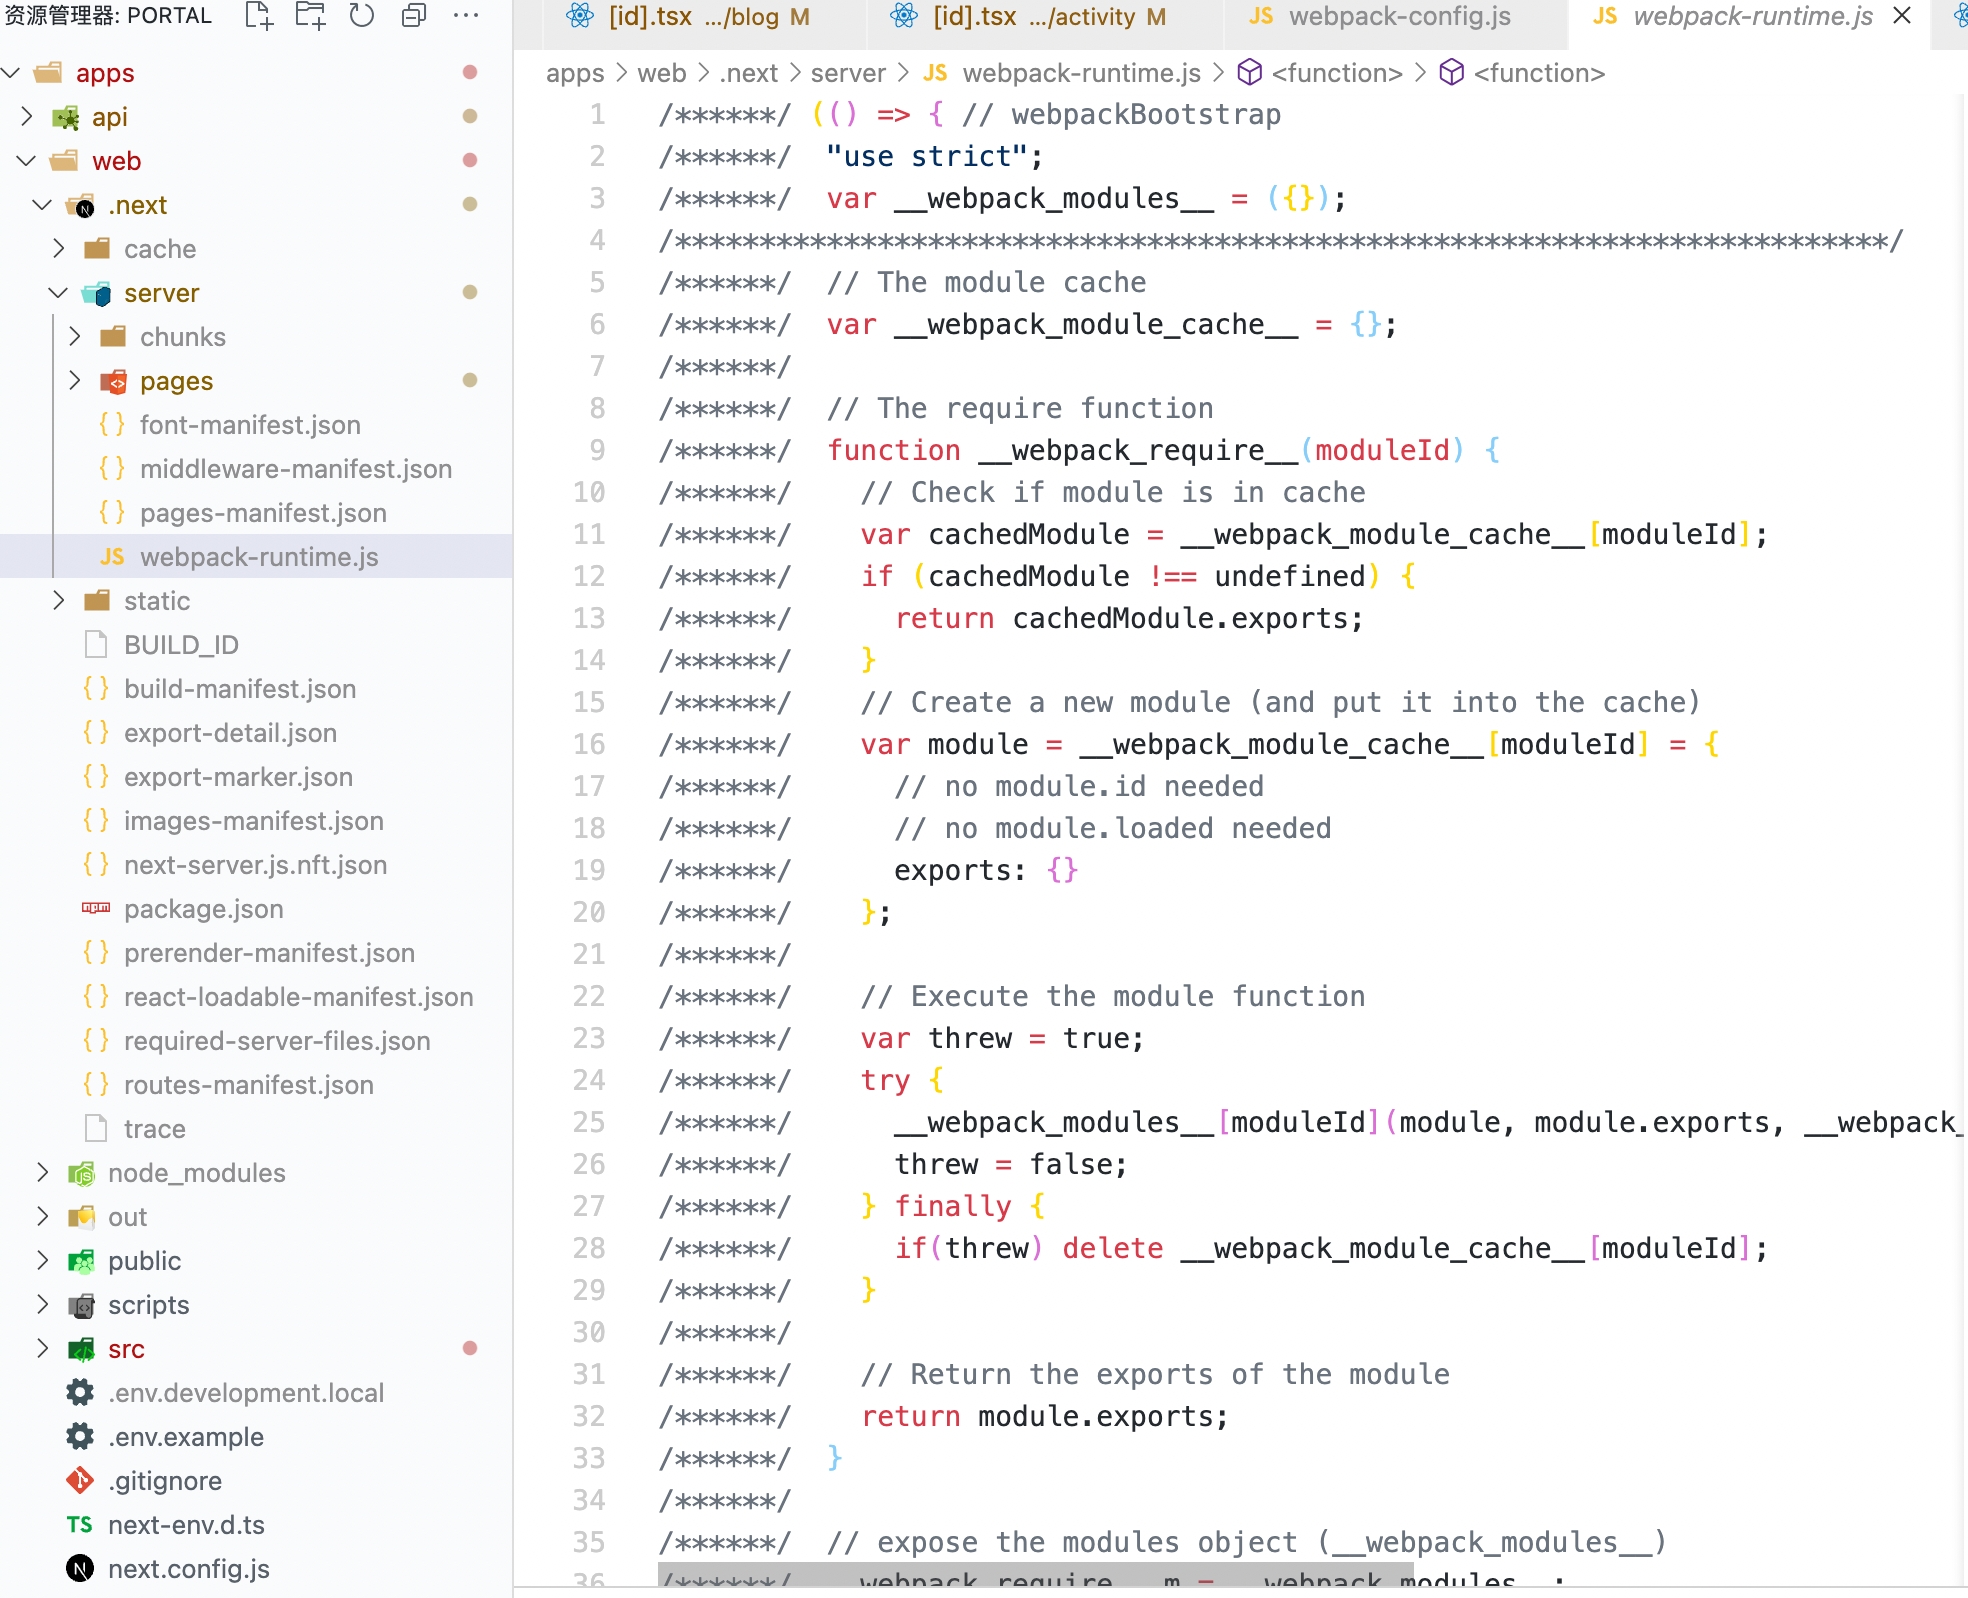 资源管理器: PORTAL
apps
api
web
.next
cache
server
chunks
pages
font-manifest.json
middleware-manifest.json
pages-manifest.json
JS webpack-runtime.js
static
BUILD_ID
build-manifest.json
export-detail.json
export-marker.json
images-manifest.json
next-server.js.nft.json
package.json
prerender-manifest.json
react-loadable-manifest.json
required-server-files.json
routes-manifest.json
trace
node_modules
out
public
scripts
src
.env.development.local
.env.example
.gitignore
TS next-env.d.ts
next.config.js
[id].tsx .../blog M [id].tsx .../activity M JS webpack-config.js JS webpack-runtime.js
apps > web > .next > server > JS webpack-runtime.js > <function> > <function>
1 /******/ (() => { // webpackBootstrap
2 /******/ "use strict";
3 /******/ var __webpack_modules__ = ({});
4 /************************************************************************/
5 /******/ // The module cache
6 /******/ var __webpack_module_cache__ = {};
7 /******/
8 /******/ // The require function
9 /******/ function __webpack_require__(moduleId) {
10 /******/ // Check if module is in cache
11 /******/ var cachedModule = __webpack_module_cache__[moduleId];
12 /******/ if (cachedModule !== undefined) {
13 /******/ return cachedModule.exports;
14 /******/ }
15 /******/ // Create a new module (and put it into the cache)
16 /******/ var module = __webpack_module_cache__[moduleId] = {
17 /******/ // no module.id needed
18 /******/ // no module.loaded needed
19 /******/ exports: {}
20 /******/ };
21 /******/
22 /******/ // Execute the module function
23 /******/ var threw = true;
24 /******/ try {
25 /******/ __webpack_modules__[moduleId](module, module.exports, __webpack_
26 /******/ threw = false;
27 /******/ } finally {
28 /******/ if(threw) delete __webpack_module_cache__[moduleId];
29 /******/ }
30 /******/
31 /******/ // Return the exports of the module
32 /******/ return module.exports;
33 /******/ }
34 /******/
35 /******/ // expose the modules object (__webpack_modules__)
36 /******/ __webpack_require__.m = __webpack_modules__;